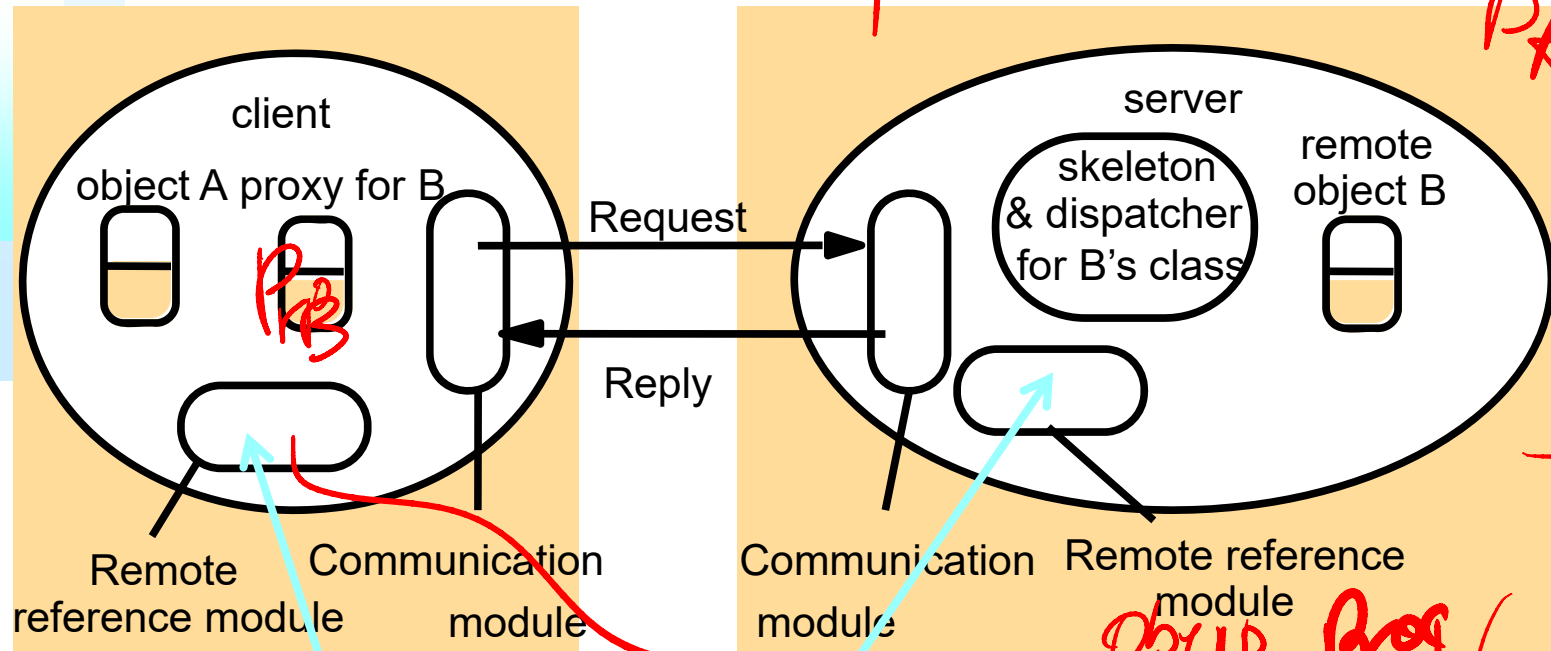 client
object A proxy for B
Request
Reply
Remote
reference module
Communication
module
server
skeleton
& dispatcher
for B’s class
remote
object B
Communication
module
Remote reference
module